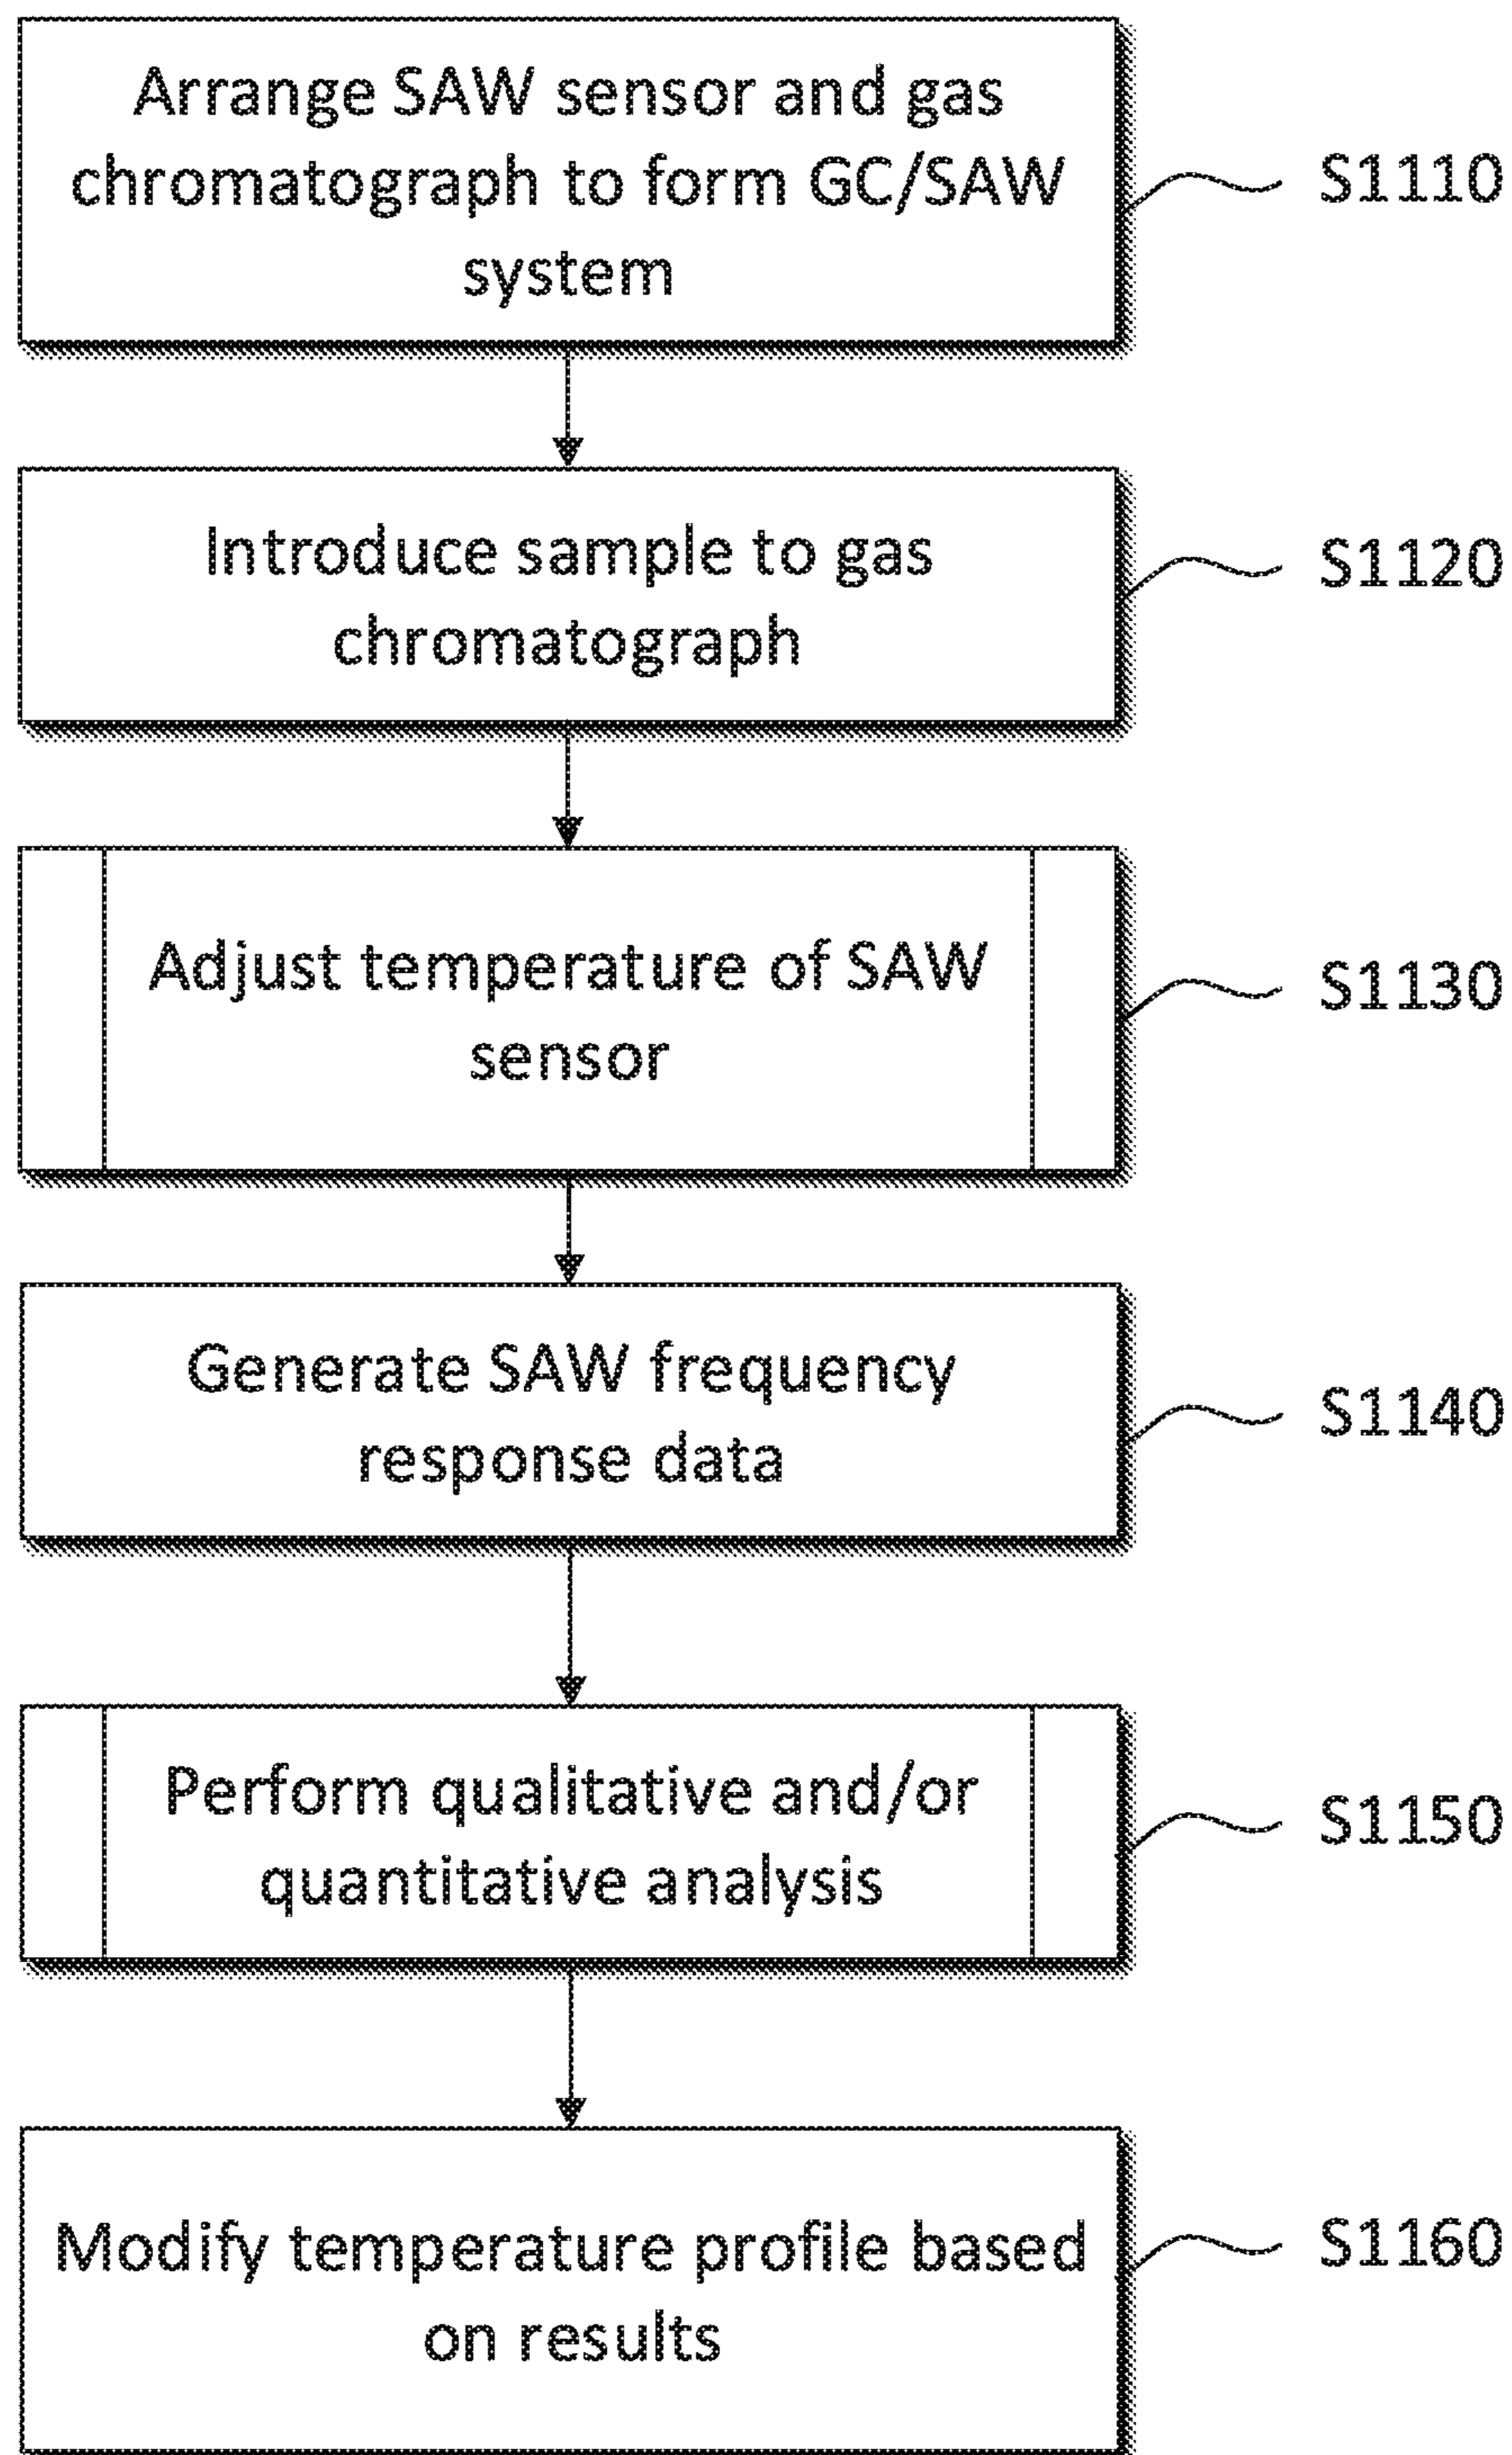 Arrange SAW sensor and gas
chromatograph to form GC/SAW
system
S1110
Introduce sample to gas
chromatograph
S1120
Adjust temperature of SAW
sensor
S1130
Generate SAW frequency
response data
S1140
Perform qualitative and/or
quantitative analysis
S1150
Modify temperature profile based
on results
S1160